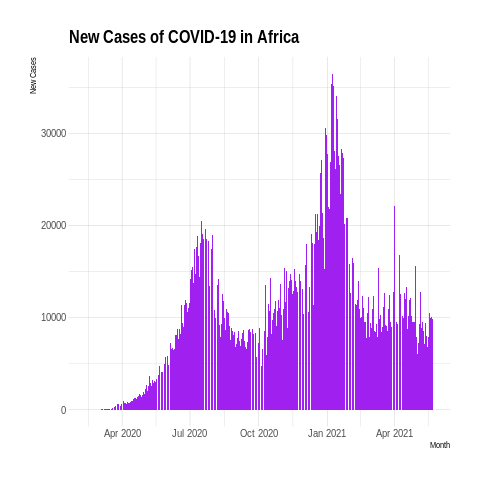 New Cases of COVID-19 in Africa
New Cases
30000
20000
10000
0
Apr 2020 Jul 2020 Oct 2020 Jan 2021 Apr 2021
Month